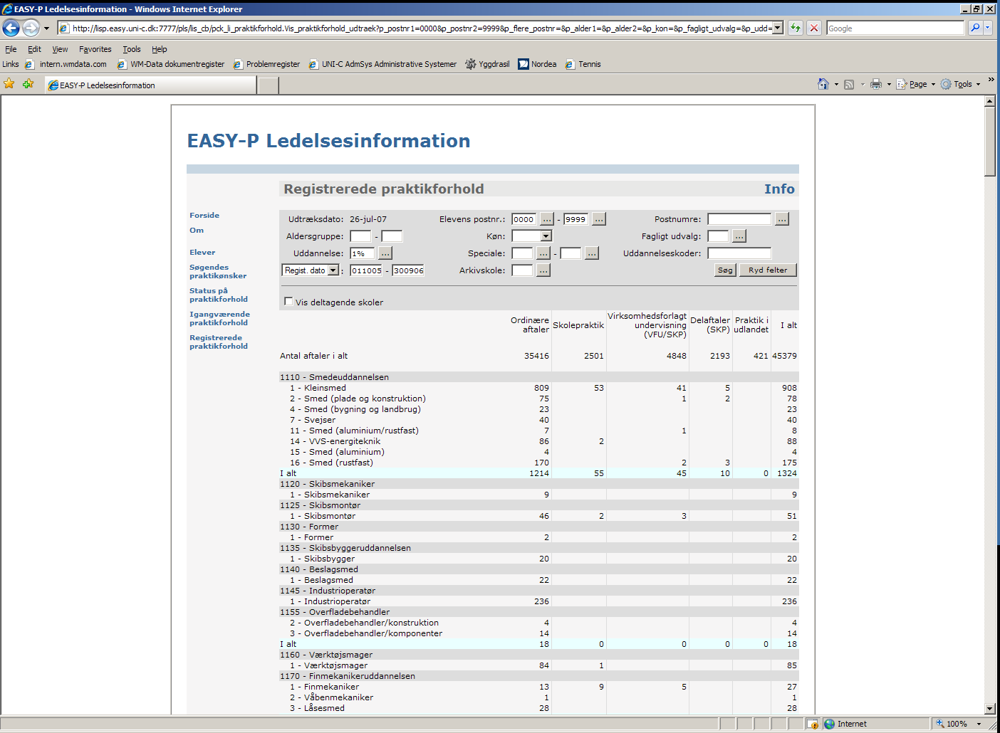 EASY-P Ledelsesinformation - Windows Internet Explorer
http://lisp.easy.uni-c.dk:7777/pls/lis_cb/pck_li_praktikforhold.Vis_praktikforhold_udtraek?p_postnr1=0000&p_postnr2=9999&p_flere_postnr=&p_alder1=&p_alder2=&p_kon=&p_fagligt_udvalg=&p_udd=
Google
File Edit View Favorites Tools Help
Links intern.wmdata.com WM-Data dokumentregister Problemregister UNI-C AdmSys Administrative Systemer Yggdrasil Nordea Tennis
EASY-P Ledelsesinformation
Page Tools »
EASY-P Ledelsesinformation
Registrerede praktikforhold Info
Forside
Om
Elever
Søgendes
praktikønsker
Status på
praktikforhold
Igangværende
praktikforhold
Registrerede
praktikforhold
Udtræksdato: 26-jul-07 Elevens postnr.: 0000 ... - 9999 ... Postnumre: ...
Aldersgruppe: - Køn: Fagligt udvalg: ...
Uddannelse: 1% ... Speciale: ... - ... Uddannelseskoder:
Regist. dato : 011005 - 300906 Arkivskole: ... Søg Ryd felter
Vis deltagende skoler
Ordinære aftaler Skolepraktik Virksomhedsforlagt undervisning (VFU/SKP) Delaftaler (SKP) Praktik i udlandet I alt
Antal aftaler i alt 35416 2501 4848 2193 421 45379
1110 - Smedeuddannelsen
1 - Kleinsmed 809 53 41 5 908
2 - Smed (plade og konstruktion) 75 1 2 78
4 - Smed (bygning og landbrug) 23 23
7 - Svejser 40 40
11 - Smed (aluminium/rustfast) 7 1 8
14 - VVS-energiteknik 86 2 88
15 - Smed (aluminium) 4 4
16 - Smed (rustfast) 170 2 3 175
I alt 1214 55 45 10 0 1324
1120 - Skibsmekaniker
1 - Skibsmekaniker 9 9
1125 - Skibsmontør
1 - Skibsmontør 46 2 3 51
1130 - Former
1 - Former 2 2
1135 - Skibsbyggeruddannelsen
1 - Skibsbygger 20 20
1140 - Beslagsmed
1 - Beslagsmed 22 22
1145 - Industrioperatør
1 - Industrioperatør 236 236
1155 - Overfladebehandler
2 - Overfladebehandler/konstruktion 4 4
3 - Overfladebehandler/komponenter 14 14
I alt 18 0 0 0 0 18
1160 - Værktøjsmager
1 - Værktøjsmager 84 1 85
1170 - Finmekanikeruddannelsen
1 - Finmekaniker 13 9 5 27
2 - Våbenmekaniker 1 1
3 - Låsesmed 28 28
Internet 100%